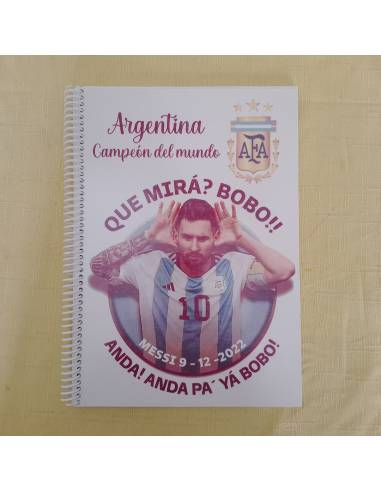 Argentina
Campeón del mundo
AFA
QUE MIRÁ? BOBO!!
10
MESSI 9 - 12 -2022
ANDA! ANDA PA´ YÁ BOBO!